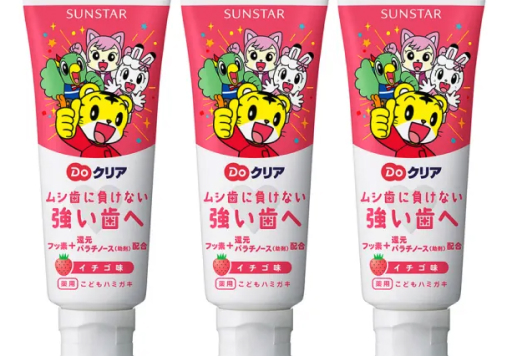 SUNSTAR
Doクリア
ムシ歯に負けない
強い歯へ
フッ素+還元パラチノース(助剤)配合
イチゴ味
薬用 こどもハミガキ
SUNSTAR
Doクリア
ムシ歯に負けない
強い歯へ
フッ素+還元パラチノース(助剤)配合
イチゴ味
薬用 こどもハミガキ
SUNSTAR
Doクリア
ムシ歯に負けない
強い歯へ
フッ素+還元パラチノース(助剤)配合
イチゴ味
薬用 こどもハミガキ